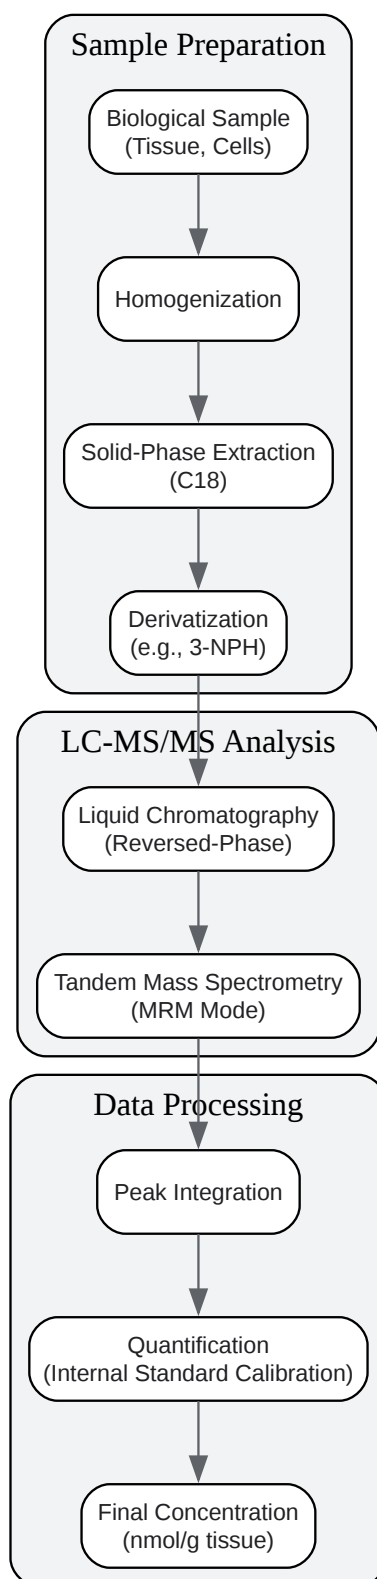 Sample Preparation
Biological Sample
(Tissue, Cells)
Homogenization
Solid-Phase Extraction
(C18)
Derivatization
(e.g., 3-NPH)
LC-MS/MS Analysis
Liquid Chromatography
(Reversed-Phase)
Tandem Mass Spectrometry
(MRM Mode)
Data Processing
Peak Integration
Quantification
(Internal Standard Calibration)
Final Concentration
(nmol/g tissue)